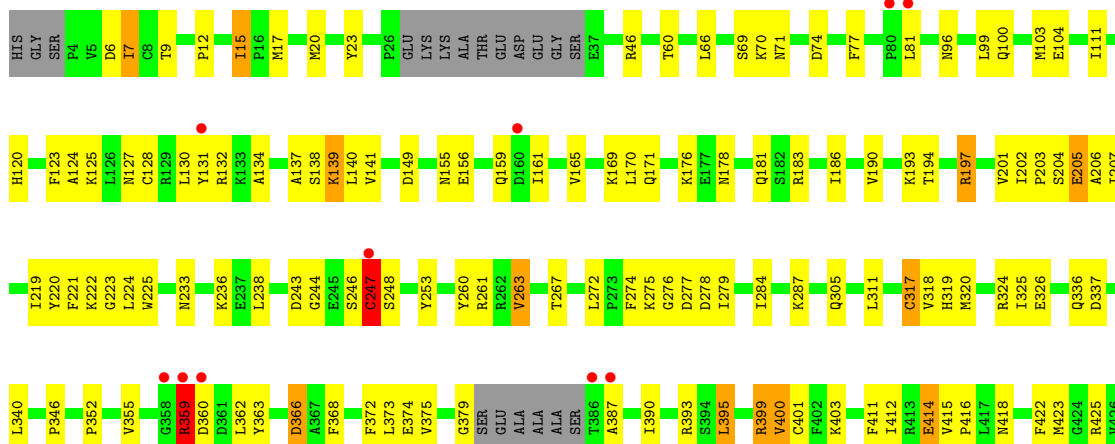 HIS GLY SER P4 V5 D6 I7 C8 T9 P12 I15 P16 M17 M20 Y23 P26 GLU LYS LYS ALA THR GLU ASP GLU GLY SER E37 R46 T60 L66 S69 K70 N71 D74 F77 P80 L81 N96 L99 Q100 M103 E104 I111
H120 F123 A124 K125 L126 N127 C128 R129 L130 Y131 R132 K133 A134 A137 S138 K139 L140 V141 D149 N155 E156 Q159 D160 I161 V165 K169 L170 Q171 K176 E177 N178 Q181 S182 R183 I186 V190 K193 T194 R197 V201 I202 P203 S204 E205 A206 I207
I219 Y220 F221 K222 G223 L224 W225 N233 K236 E237 L238 D243 G244 E245 S246 C247 S248 Y253 Y260 R261 R262 V263 T267 L272 P273 F274 K275 G276 D277 D278 I279 I284 K287 Q305 L311 C317 V318 H319 M320 R324 I325 E326 Q336 D337
L340 P346 P352 V355 G358 R359 D360 D361 L362 Y363 D366 A367 F368 F372 L373 E374 V375 G379 SER GLU ALA ALA ALA SER T386 A387 I390 R393 S394 L395 R399 V400 C401 F402 K403 F411 I412 R413 E414 V415 P416 L417 N418 F422 M423 G424 R425